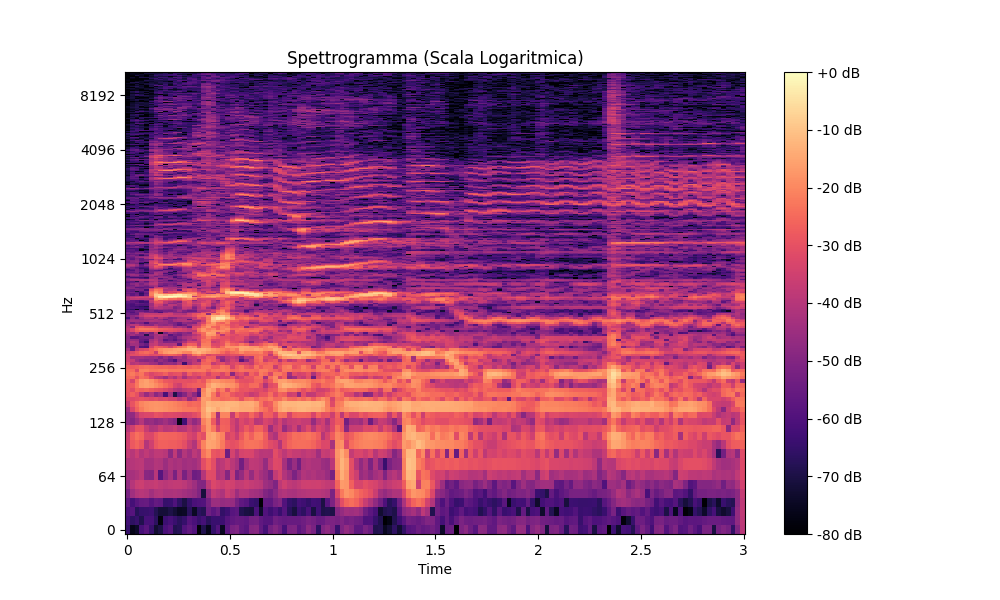 Spettrogramma (Scala Logaritmica)
8192
4096
2048
1024
512
256
128
64
0
Hz
0
0.5
1
1.5
2
2.5
3
Time
+0 dB
-10 dB
-20 dB
-30 dB
-40 dB
-50 dB
-60 dB
-70 dB
-80 dB